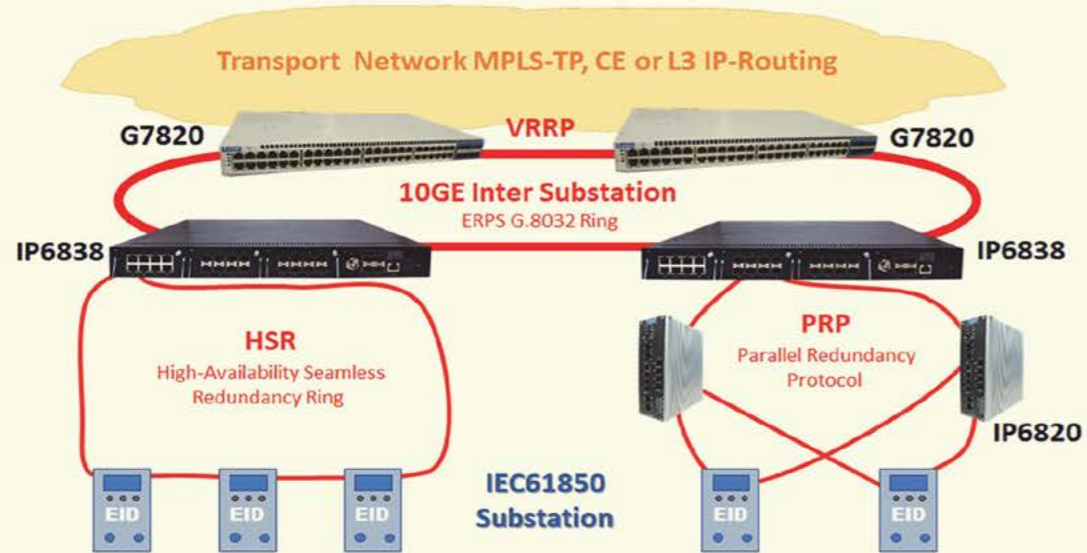 Transport Network MPLS-TP, CE or L3 IP-Routing
G7820
VRRP
G7820
10GE Inter Substation
ERPS G.8032 Ring
IP6838
IP6838
HSR
High-Availability Seamless
Redundancy Ring
PRP
Parallel Redundancy
Protocol
IP6820
IEC61850
Substation
EID
EID
EID
EID
EID